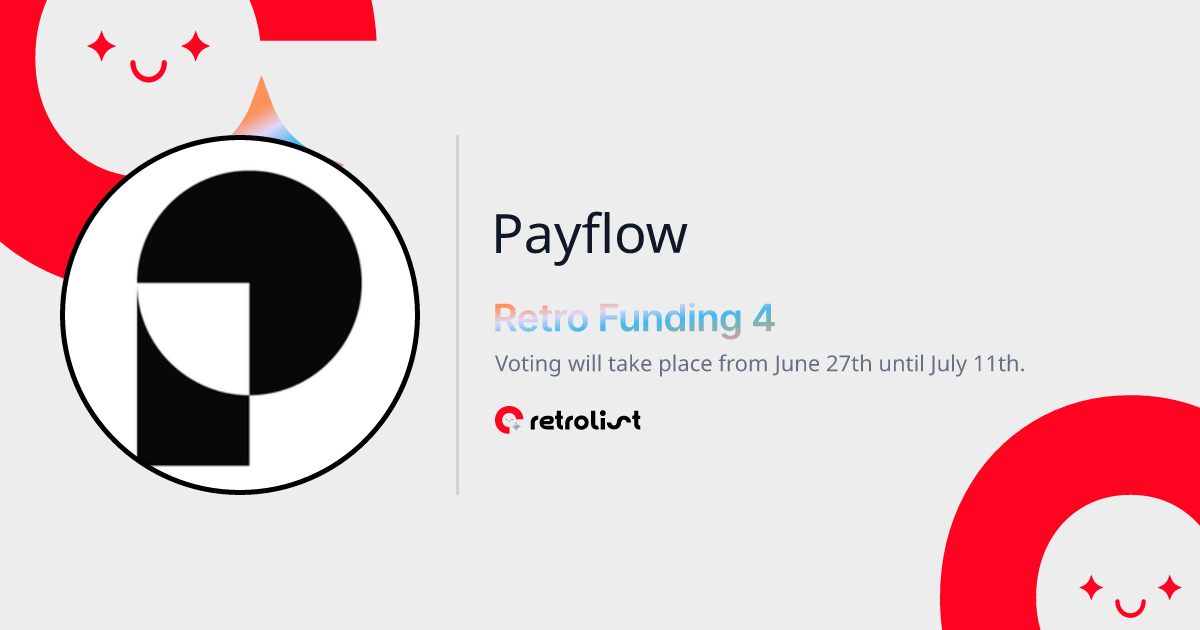 Payflow
Retro Funding 4
Voting will take place from June 27th until July 11th.
retrolist